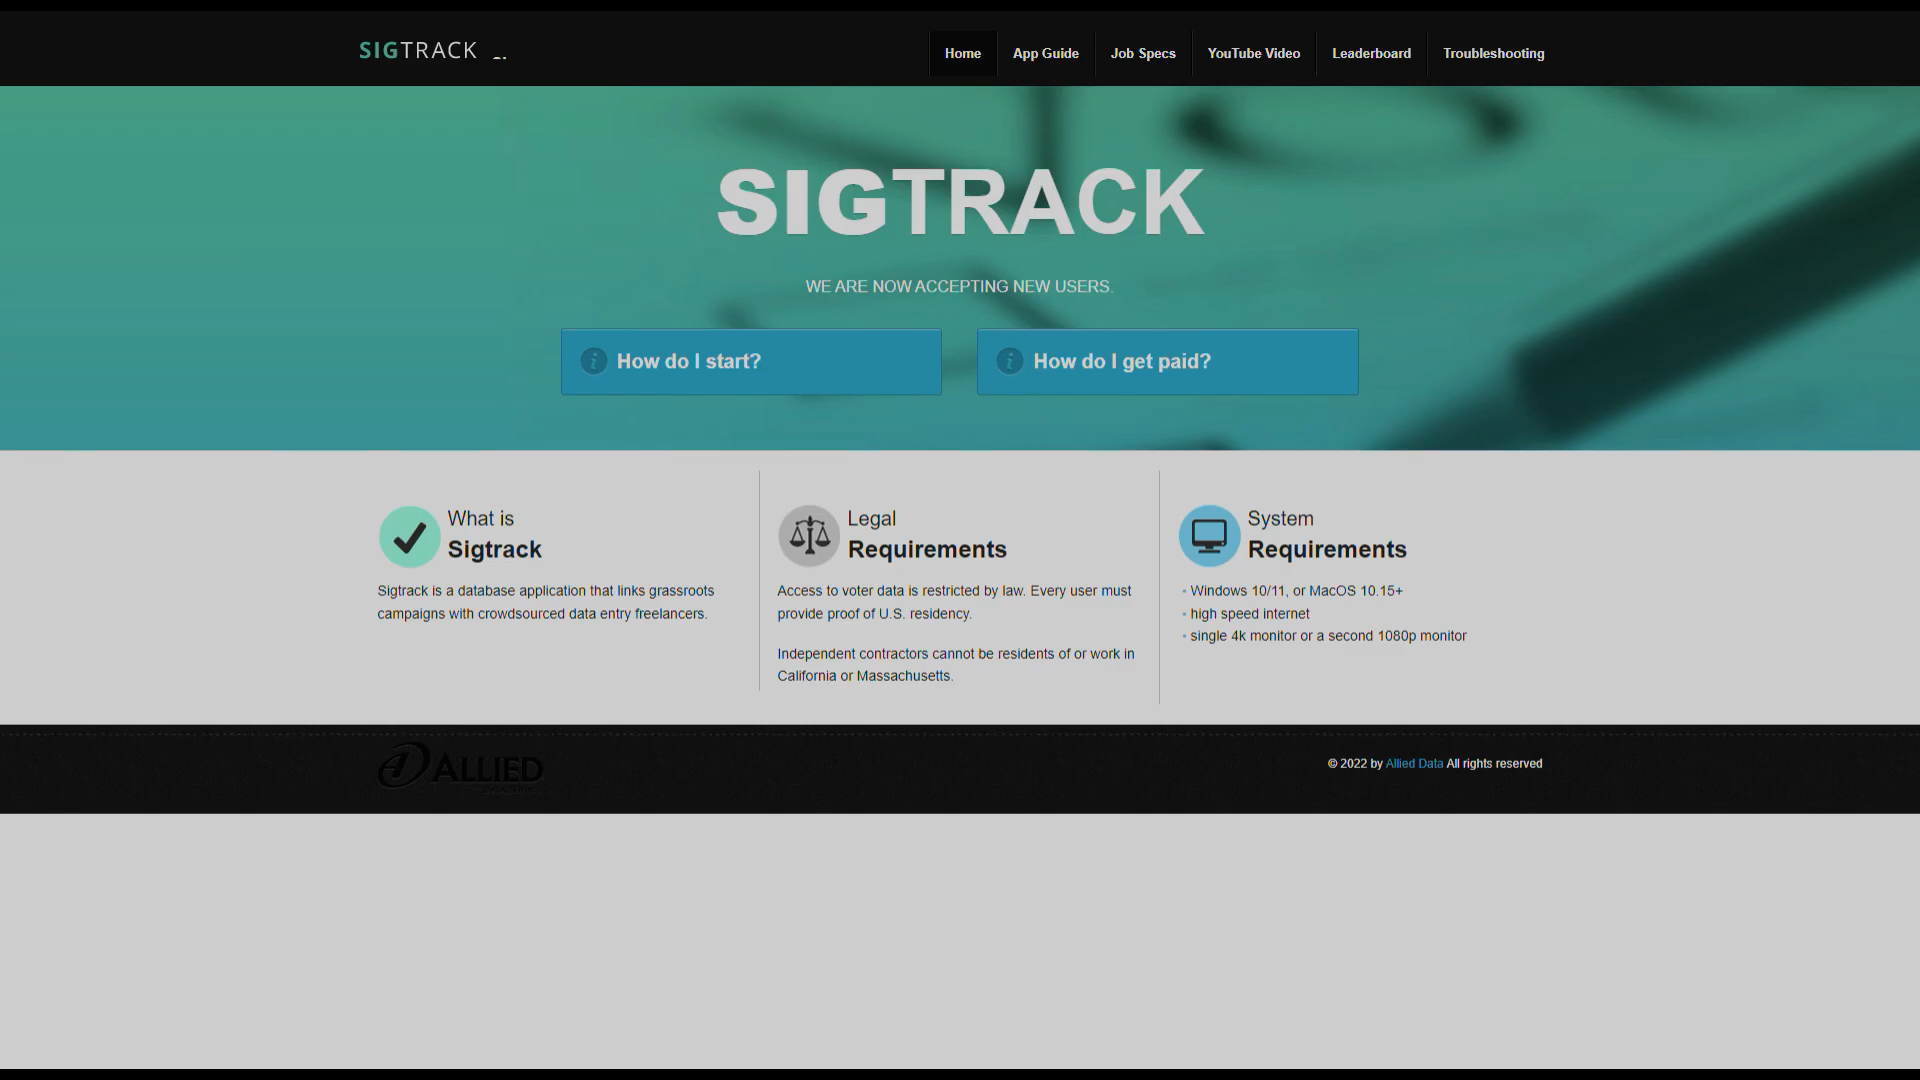 SIGTRACK
Home
App Guide
Job Specs
YouTube Video
Leaderboard
Troubleshooting
SIGTRACK
WE ARE NOW ACCEPTING NEW USERS.
How do I start?
How do I get paid?
What is
Sigtrack
Sigtrack is a database application that links grassroots
campaigns with crowdsourced data entry freelancers.
Legal
Requirements
Access to voter data is restricted by law. Every user must
provide proof of U.S. residency.
Independent contractors cannot be residents of or work in
California or Massachusetts.
System
Requirements
Windows 10/11, or MacOS 10.15+
high speed internet
single 4k monitor or a second 1080p monitor
ALLIED
© 2022 by Allied Data All rights reserved